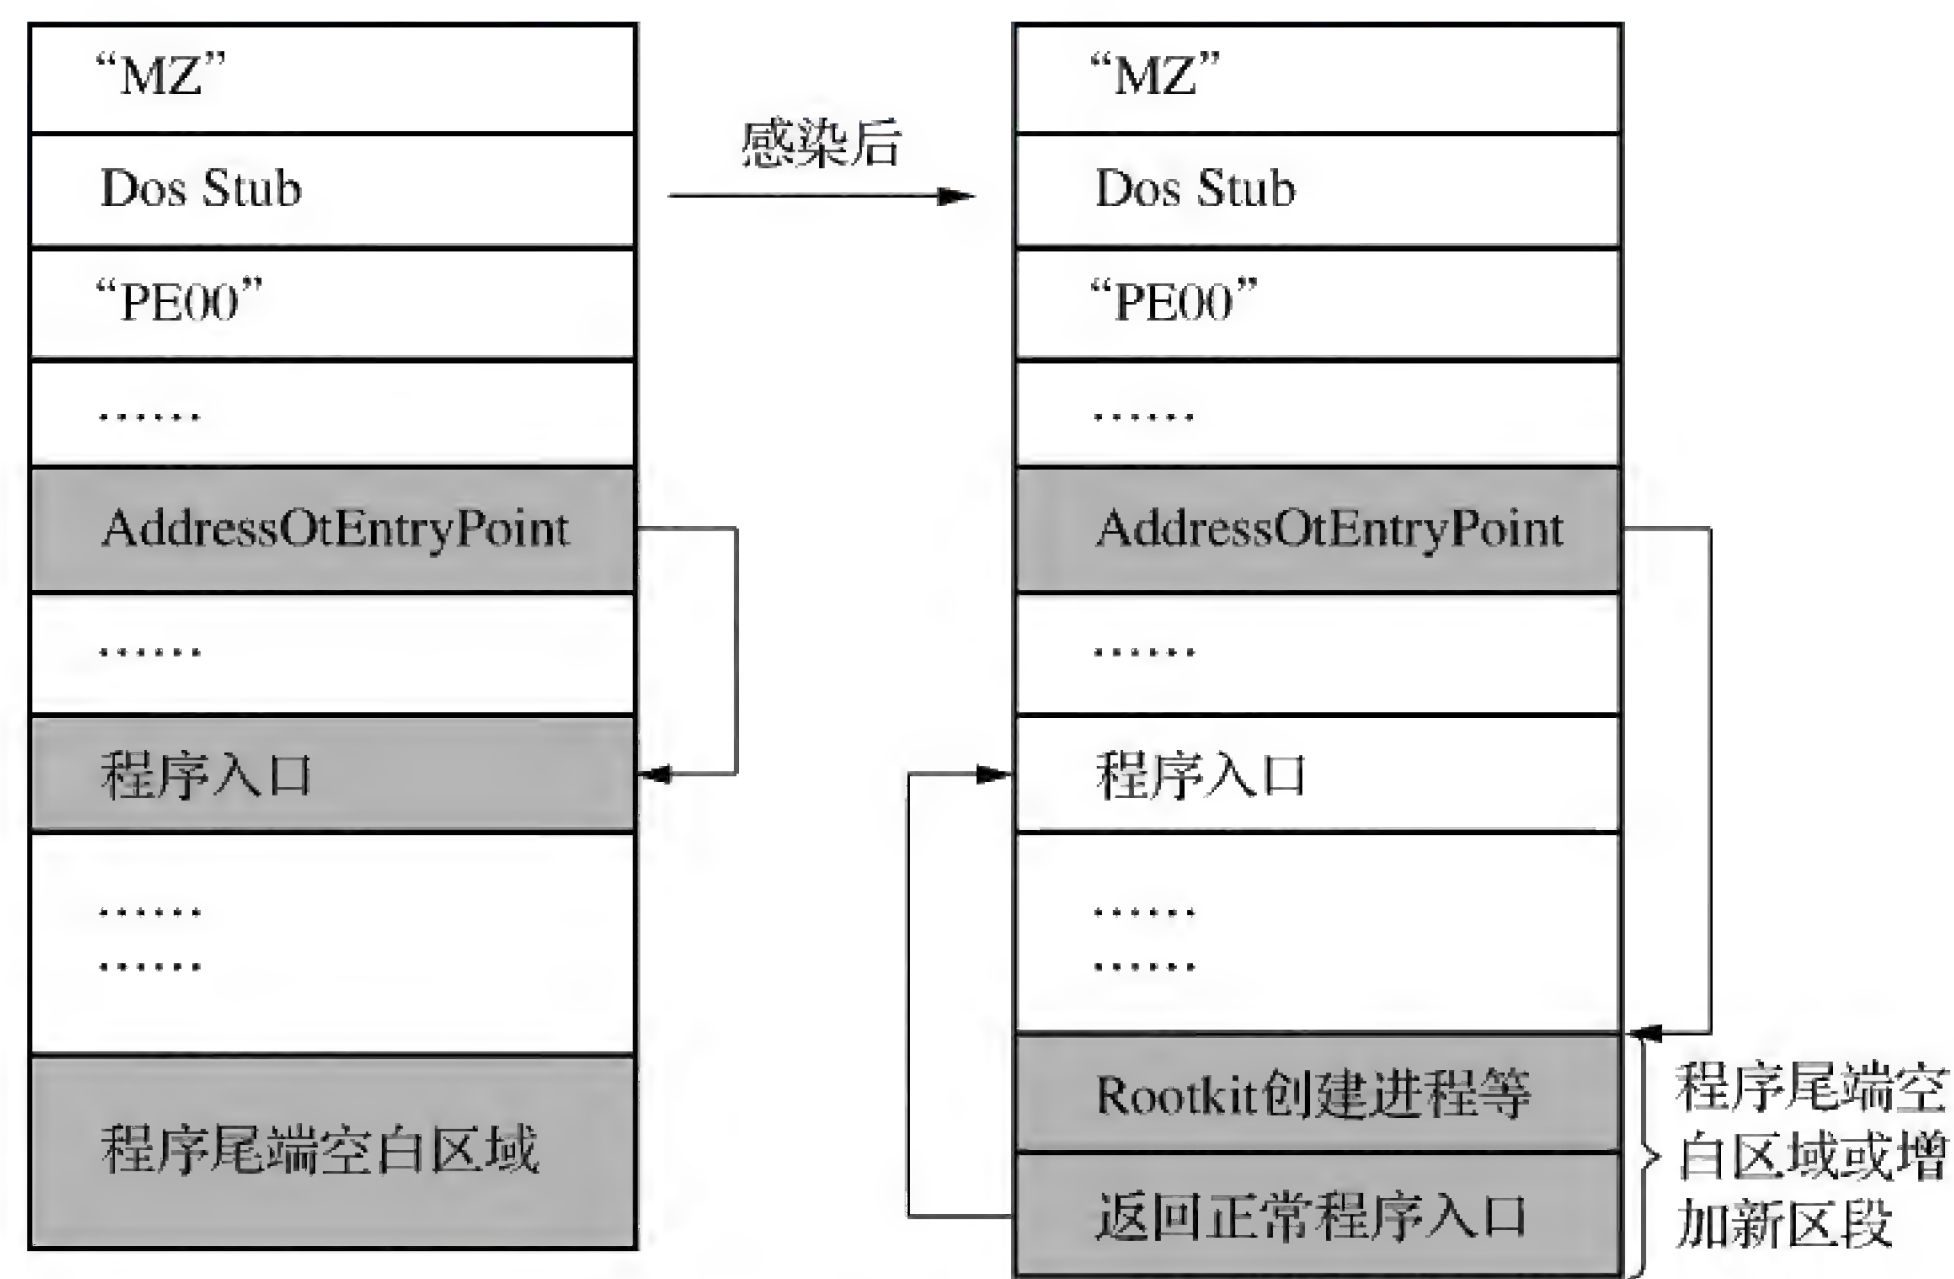 “MZ”
Dos Stub
“PE00”
······
AddressOtEntryPoint
······
程序入口
······
······
程序尾端空白区域
感染后
“MZ”
Dos Stub
“PE00”
······
AddressOtEntryPoint
······
程序入口
······
······
Rootkit创建进程等
返回正常程序入口
程序尾端空
白区域或增
加新区段